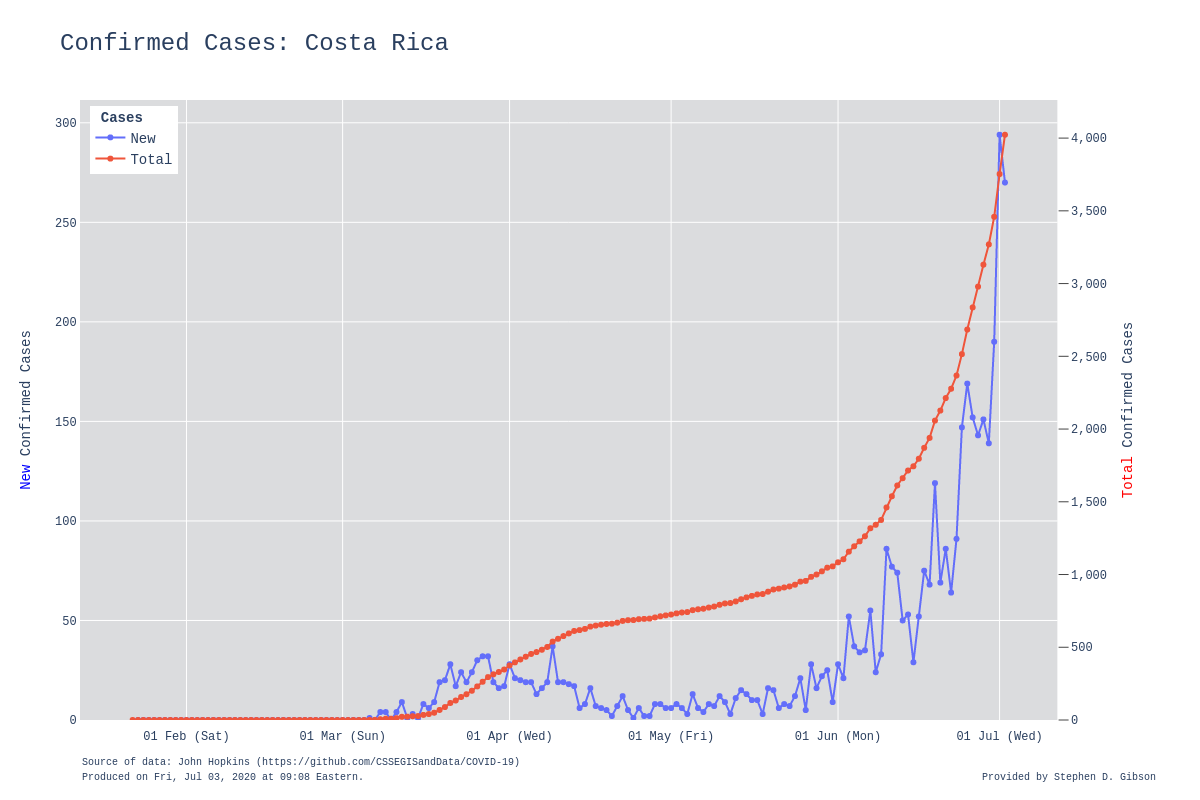 Confirmed Cases: Costa Rica
Cases
New
Total
300
250
200
150
100
50
0
4,000
3,500
3,000
2,500
2,000
1,500
1,000
500
0
New Confirmed Cases
Total Confirmed Cases
01 Feb (Sat)
01 Mar (Sun)
01 Apr (Wed)
01 May (Fri)
01 Jun (Mon)
01 Jul (Wed)
Source of data: John Hopkins (https://github.com/CSSEGISandData/COVID-19)
Produced on Fri, Jul 03, 2020 at 09:08 Eastern.
Provided by Stephen D. Gibson